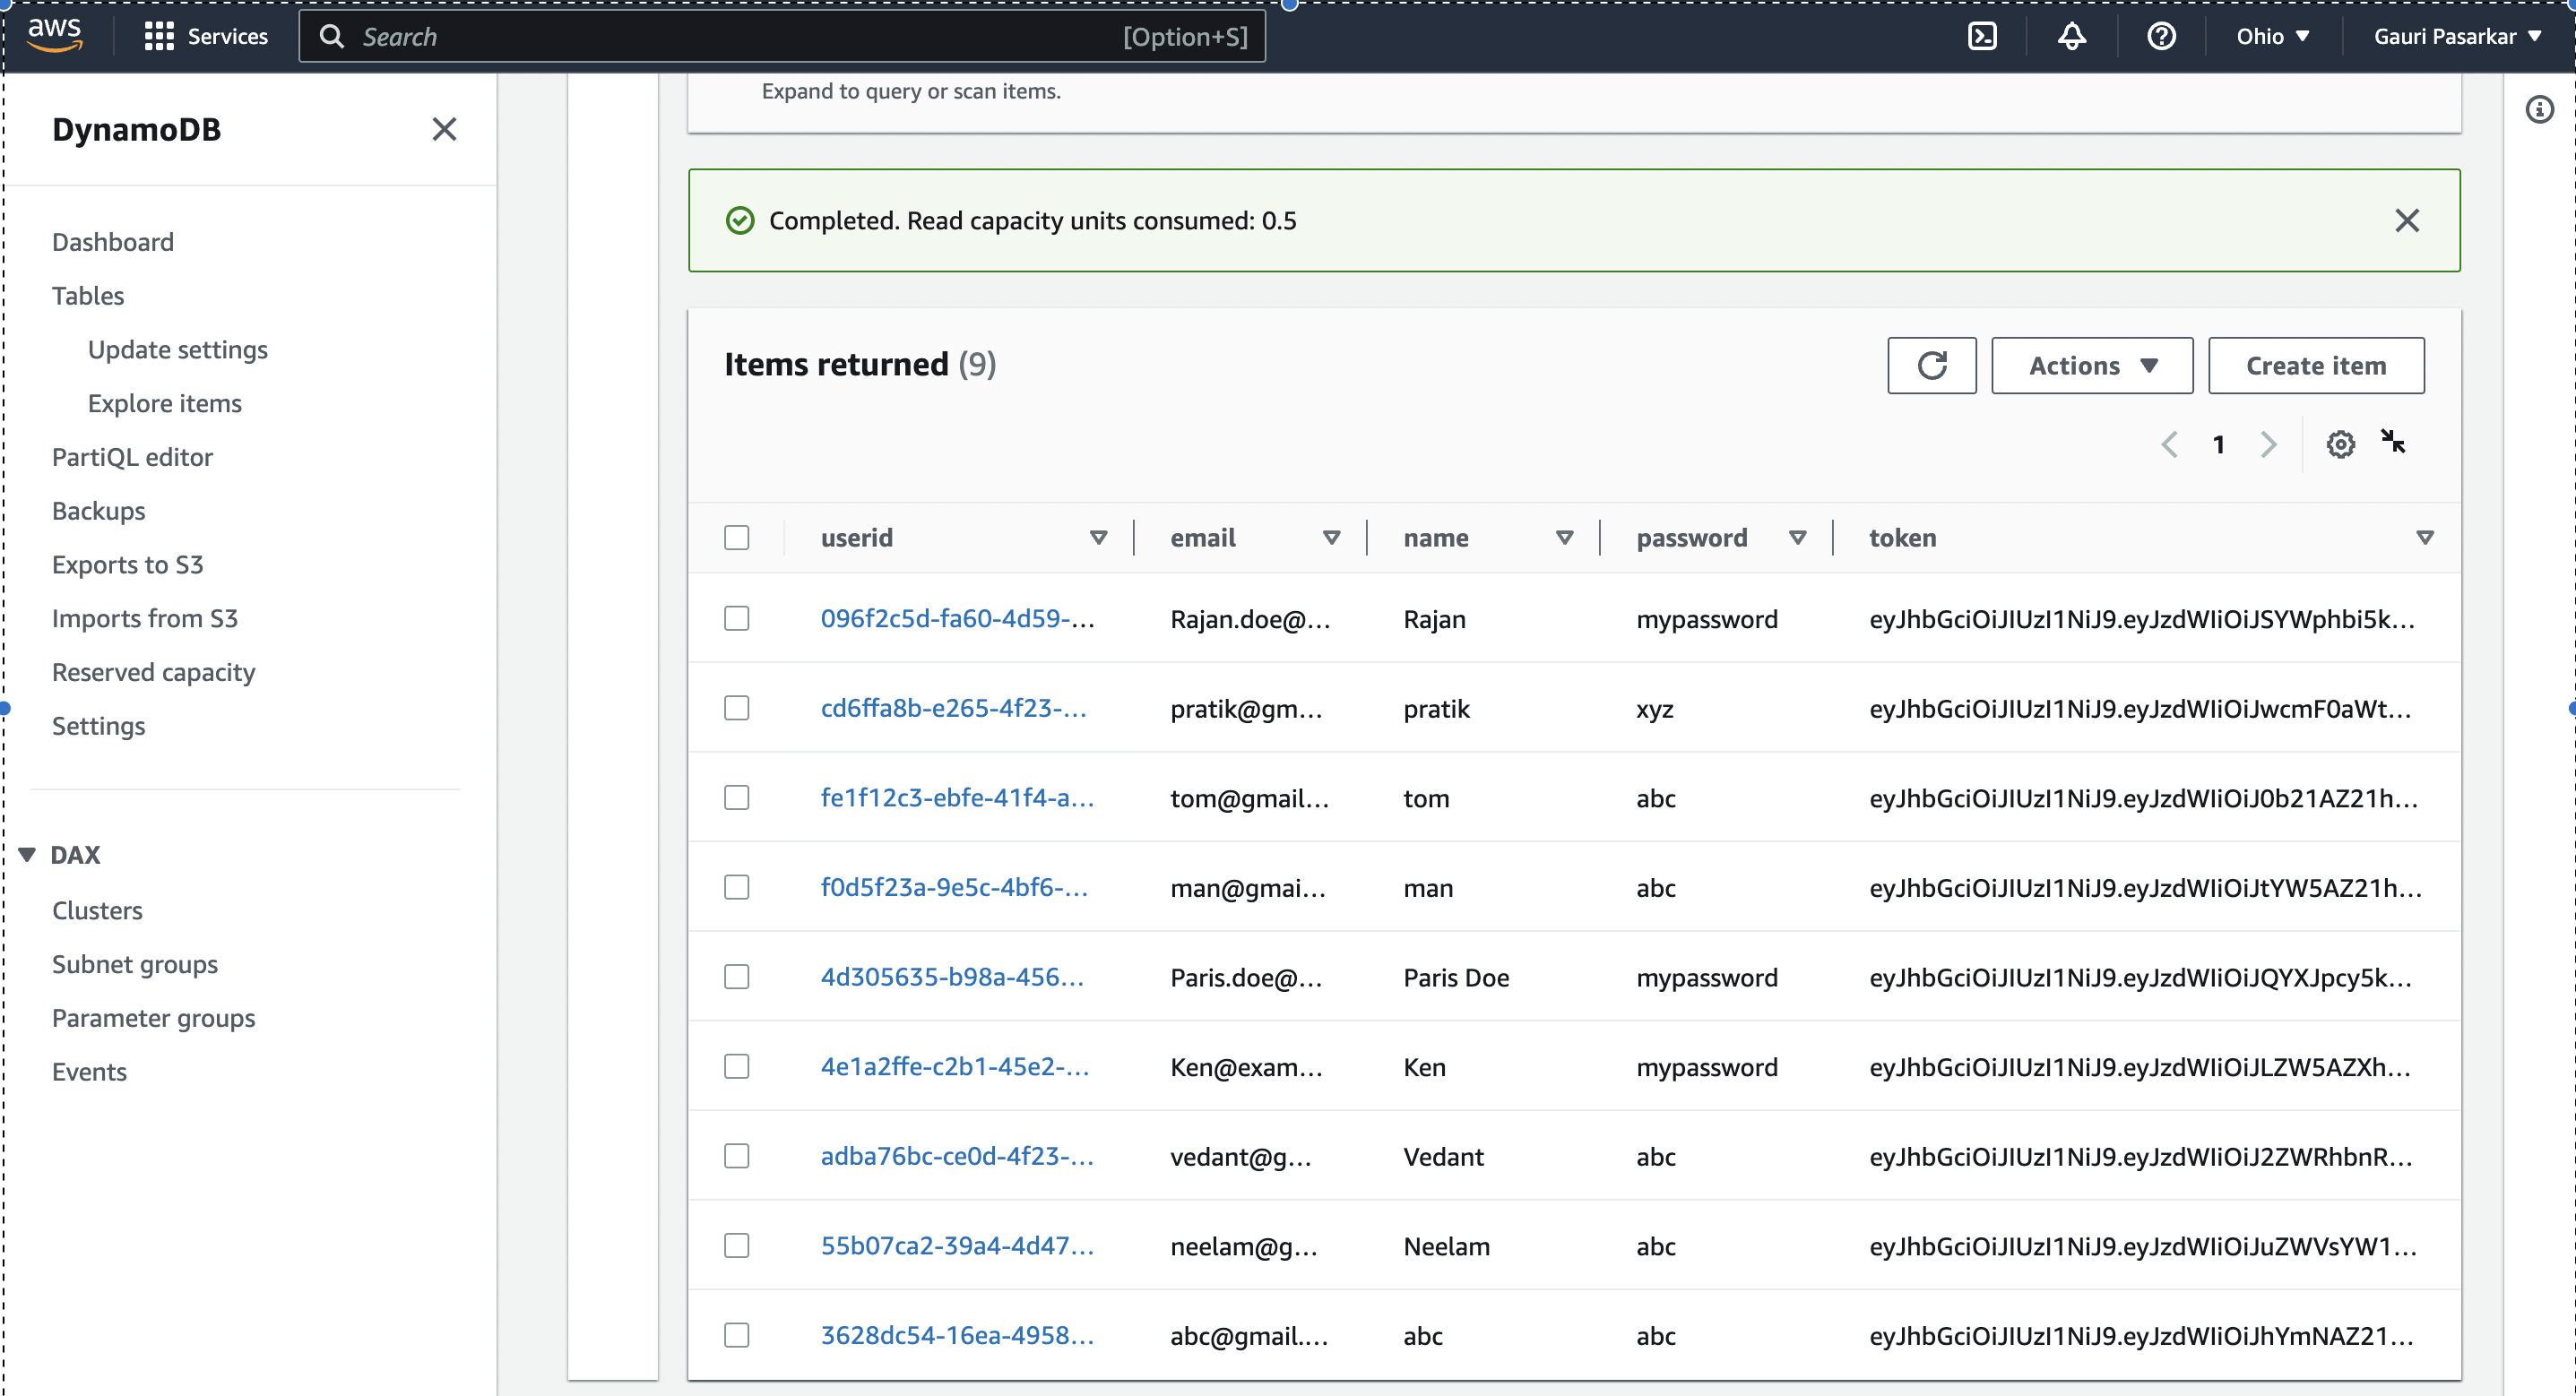 aws Services Search [Option+S] Ohio Gauri Pasarkar
DynamoDB
Dashboard
Tables
Update settings
Explore items
PartiQL editor
Backups
Exports to S3
Imports from S3
Reserved capacity
Settings
DAX
Clusters
Subnet groups
Parameter groups
Events
Expand to query or scan items.
Completed. Read capacity units consumed: 0.5
Items returned (9) Actions Create item
1
userid email name password token
096f2c5d-fa60-4d59-... Rajan.doe@... Rajan mypassword eyJhbGciOiJIUzI1NiJ9.eyJzdWIiOiJSYWphbi5k...
cd6ffa8b-e265-4f23-... pratik@gm... pratik xyz eyJhbGciOiJIUzI1NiJ9.eyJzdWIiOiJwcmF0aWt...
fe1f12c3-ebfe-41f4-a... tom@gmail... tom abc eyJhbGciOiJIUzI1NiJ9.eyJzdWIiOiJ0b21AZ21h...
f0d5f23a-9e5c-4bf6-... man@gmai... man abc eyJhbGciOiJIUzI1NiJ9.eyJzdWIiOiJtYW5AZ21h...
4d305635-b98a-456... Paris.doe@... Paris Doe mypassword eyJhbGciOiJIUzI1NiJ9.eyJzdWIiOiJQYXJpcy5k...
4e1a2ffe-c2b1-45e2-... Ken@exam... Ken mypassword eyJhbGciOiJIUzI1NiJ9.eyJzdWIiOiJLZW5AZXh...
adba76bc-ce0d-4f23-... vedant@g... Vedant abc eyJhbGciOiJIUzI1NiJ9.eyJzdWIiOiJ2ZWRhbnR...
55b07ca2-39a4-4d47... neelam@g... Neelam abc eyJhbGciOiJIUzI1NiJ9.eyJzdWIiOiJuZWVsYW1...
3628dc54-16ea-4958... abc@gmail.... abc abc eyJhbGciOiJIUzI1NiJ9.eyJzdWIiOiJhYmNAZ21...